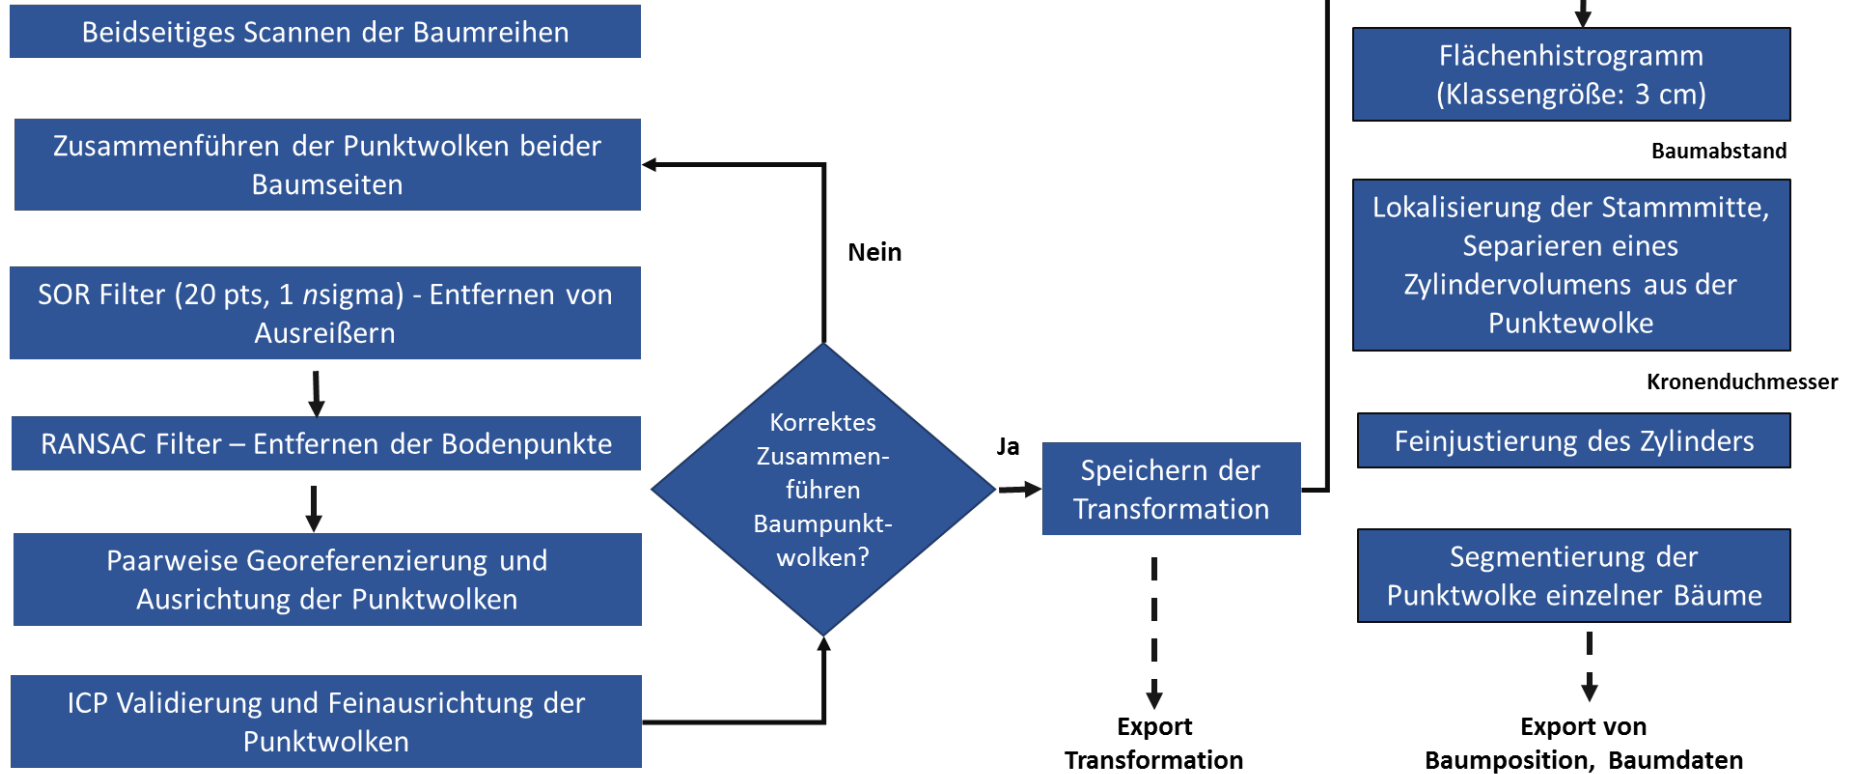 Beidseitiges Scannen der Baumreihen
Zusammenführen der Punktwolken beider
Baumseiten
SOR Filter (20 pts, 1 nsigma) - Entfernen von
Ausreißern
RANSAC Filter – Entfernen der Bodenpunkte
Paarweise Georeferenzierung und
Ausrichtung der Punktwolken
ICP Validierung und Feinausrichtung der
Punktwolken
Nein
Korrektes
Zusammen-
führen
Baumpunkt-
wolken?
Ja
Speichern der
Transformation
Export
Transformation
Flächenhistrogramm
(Klassengröße: 3 cm)
Baumabstand
Lokalisierung der Stammmitte,
Separieren eines
Zylindervolumens aus der
Punktewolke
Kronenduchmesser
Feinjustierung des Zylinders
Segmentierung der
Punktwolke einzelner Bäume
Export von
Baumposition, Baumdaten